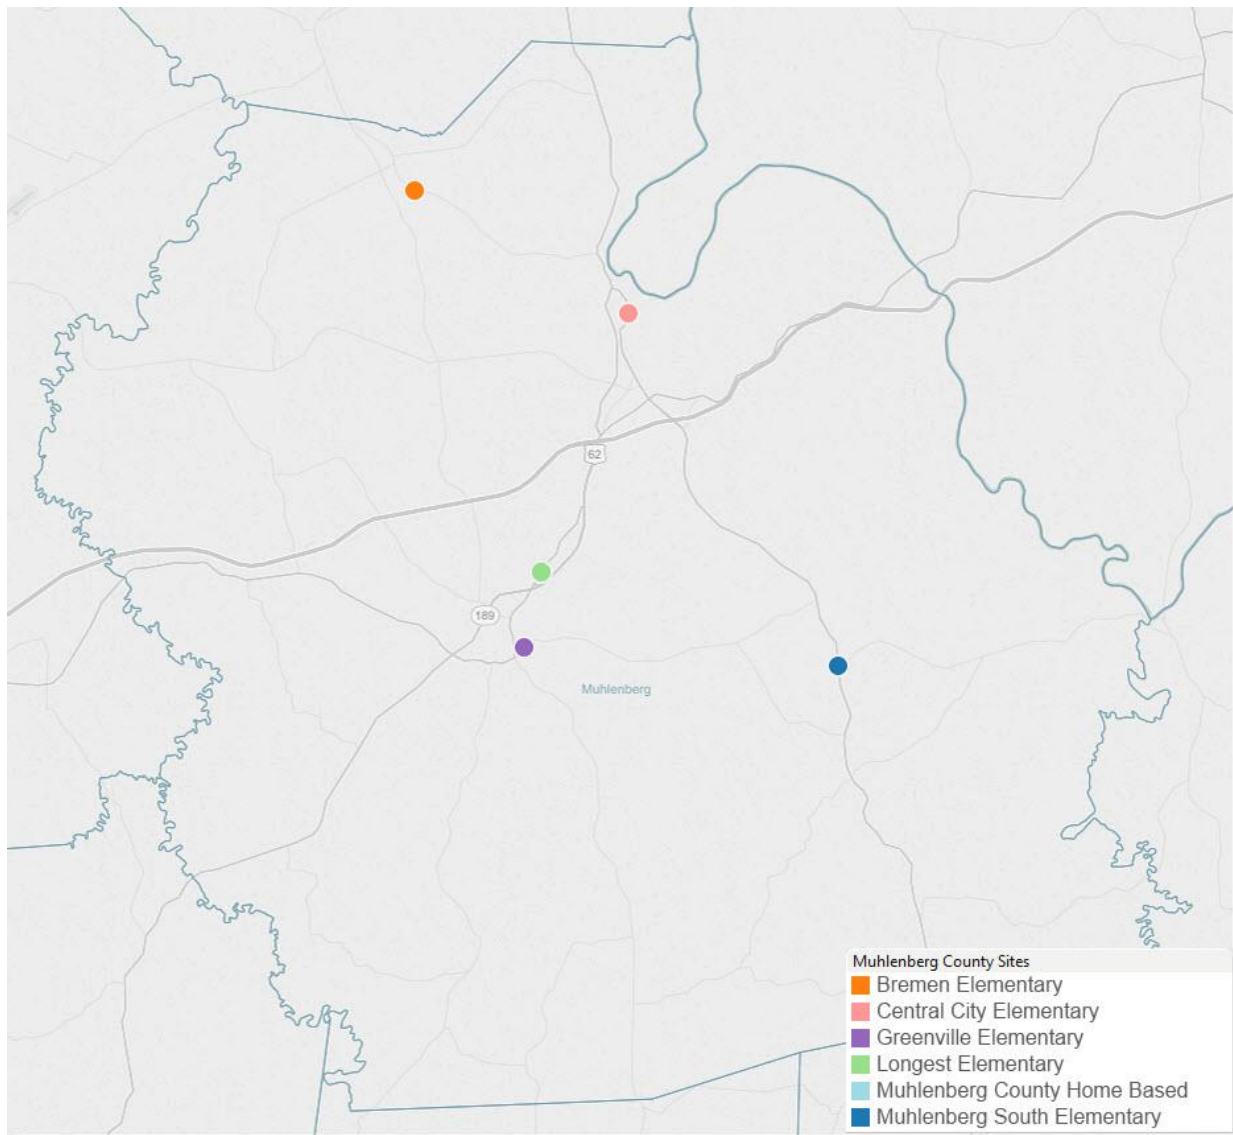 62
189
Muhlenberg
Muhlenberg County Sites
Bremen Elementary
Central City Elementary
Greenville Elementary
Longest Elementary
Muhlenberg County Home Based
Muhlenberg South Elementary